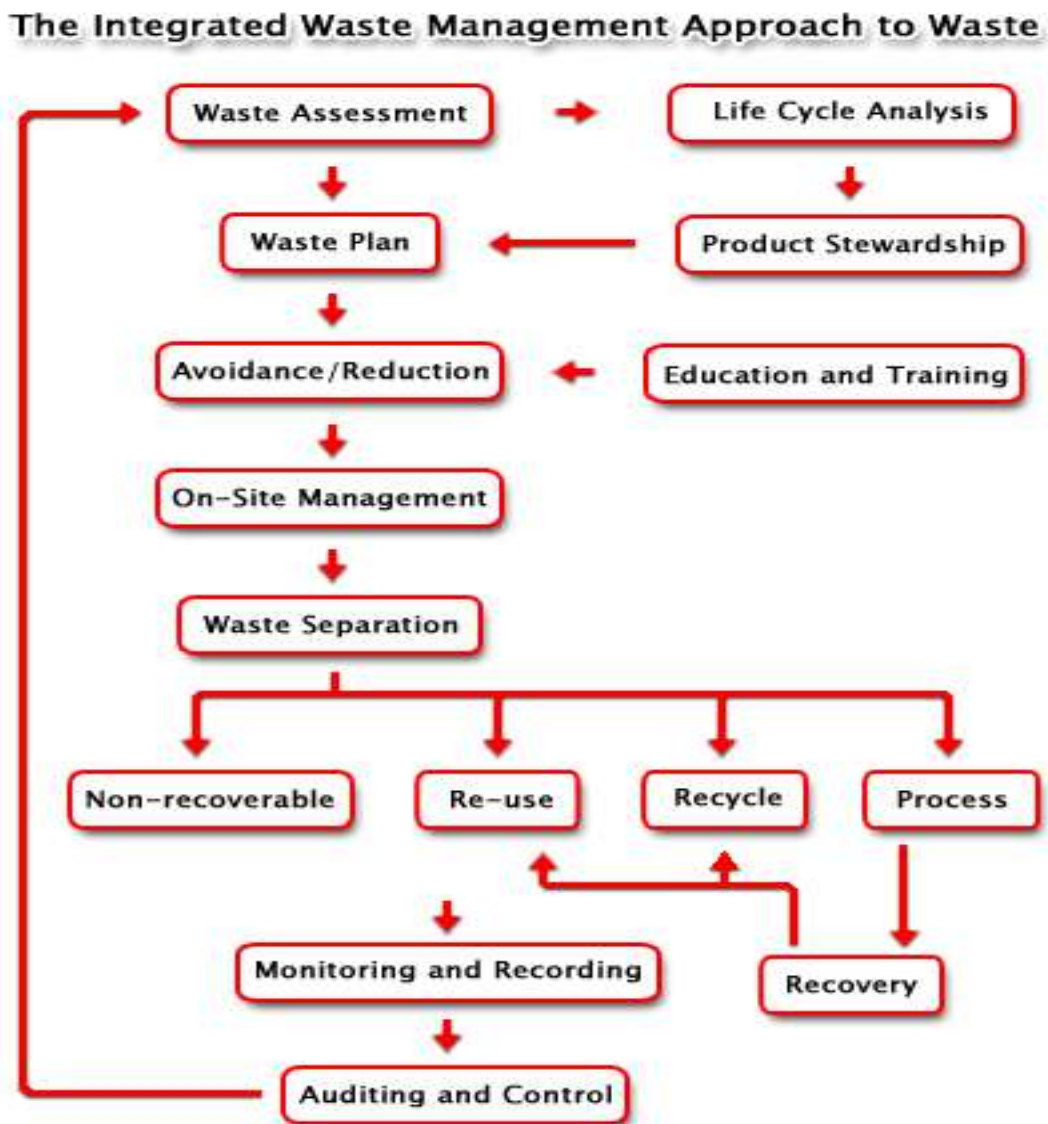 The Integrated Waste Management Approach to Waste
Waste Assessment
Life Cycle Analysis
Waste Plan
Product Stewardship
Avoidance/Reduction
Education and Training
On-Site Management
Waste Separation
Non-recoverable
Re-use
Recycle
Process
Monitoring and Recording
Recovery
Auditing and Control